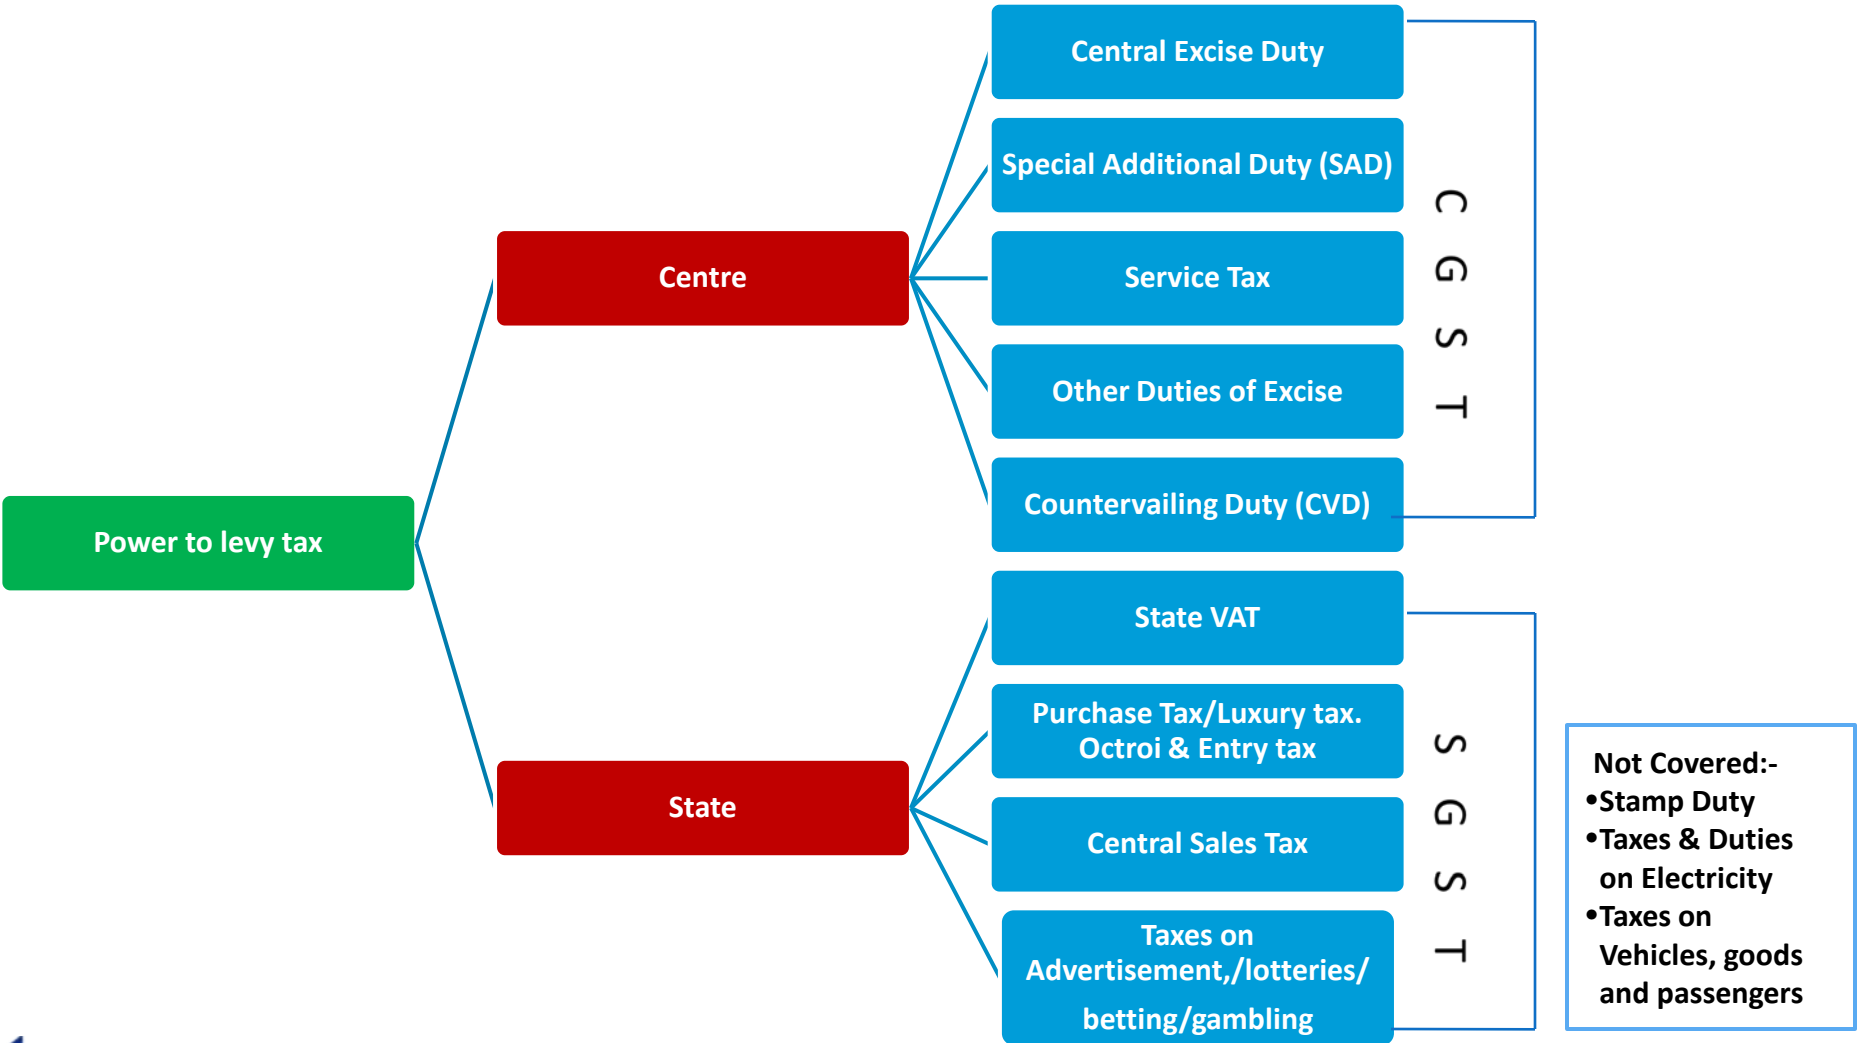 Central Excise Duty
Special Additional Duty (SAD)
Centre
Service Tax
Other Duties of Excise
Countervailing Duty (CVD)
C G S T
Power to levy tax
State VAT
Purchase Tax/Luxury tax.
Octroi & Entry tax
State
Central Sales Tax
Taxes on
Advertisement,/lotteries/
betting/gambling
S G S T
Not Covered:-
•Stamp Duty
•Taxes & Duties
on Electricity
•Taxes on
Vehicles, goods
and passengers